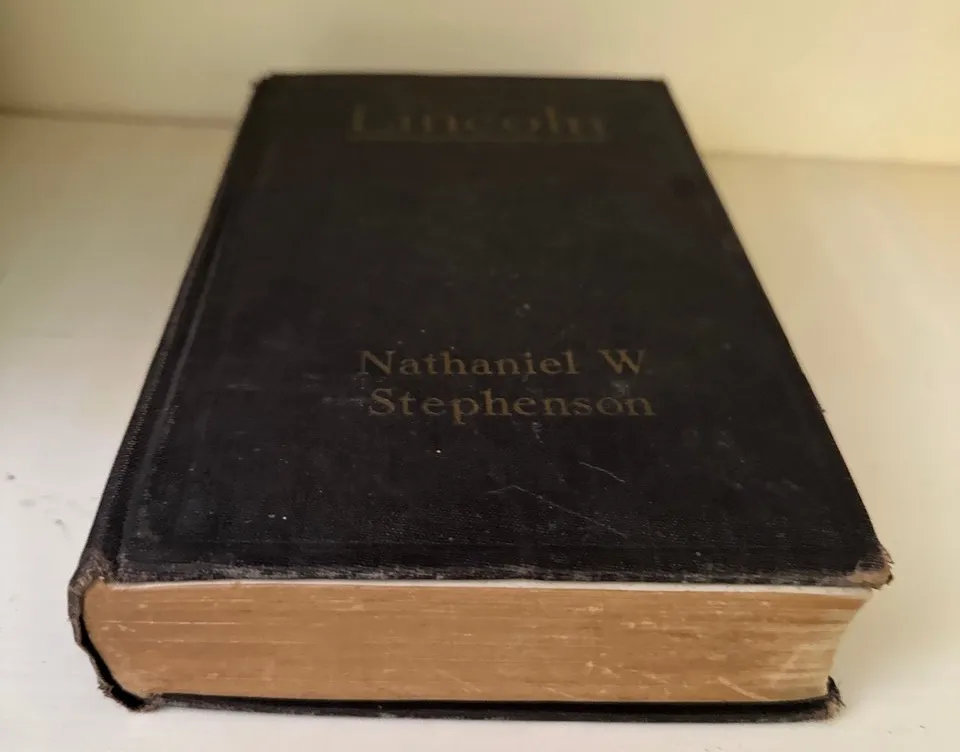 Lincoln
Nathaniel W.
Stephenson